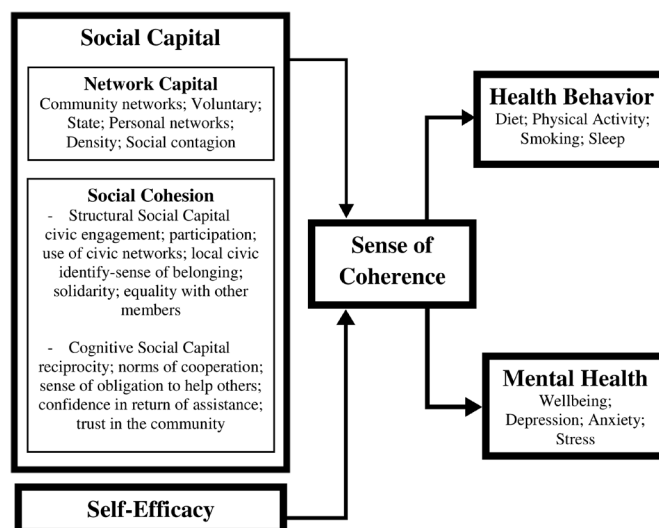 Social Capital
Network Capital
Community networks; Voluntary;
State; Personal networks;
Density; Social contagion
Social Cohesion
- Structural Social Capital
civic engagement; participation;
use of civic networks; local civic
identify-sense of belonging;
solidarity; equality with other
members
- Cognitive Social Capital
reciprocity; norms of cooperation;
sense of obligation to help others;
confidence in return of assistance;
trust in the community
Self-Efficacy
Sense of
Coherence
Health Behavior
Diet; Physical Activity;
Smoking; Sleep
Mental Health
Wellbeing;
Depression; Anxiety;
Stress